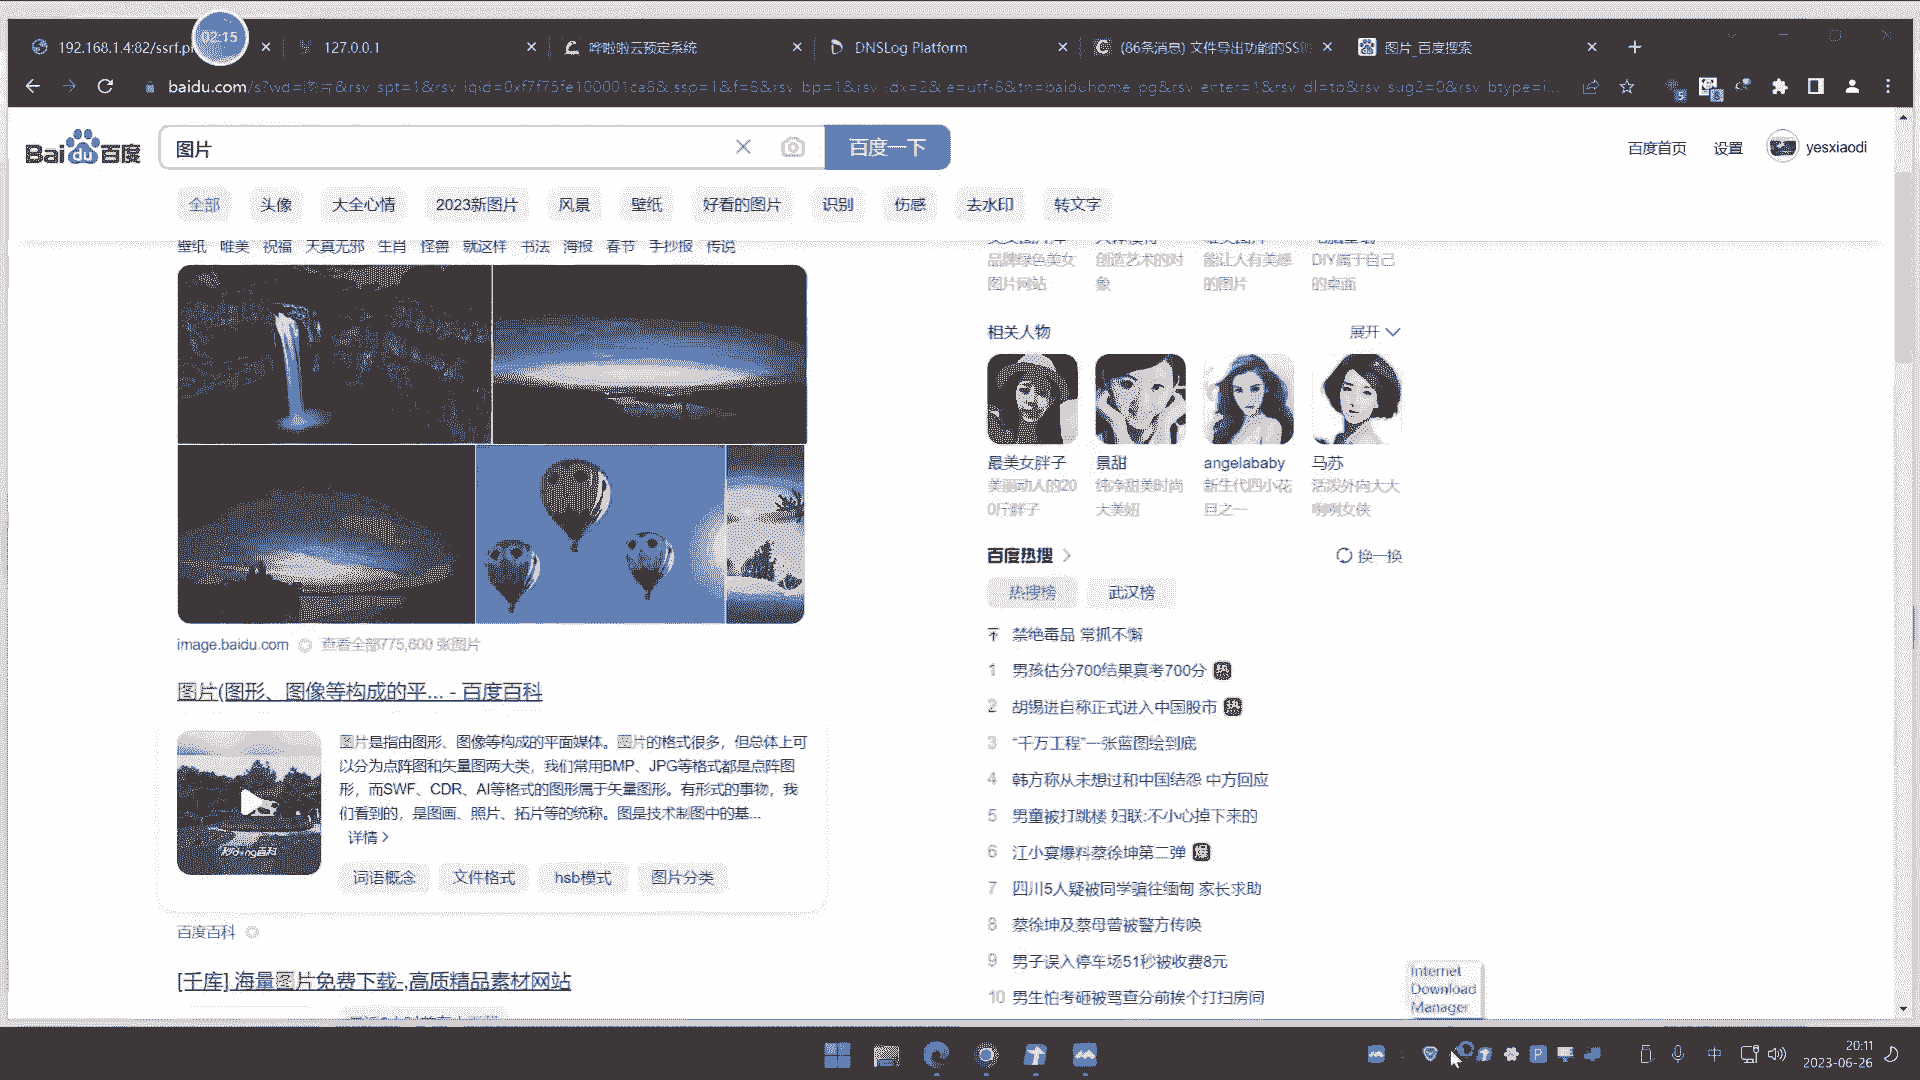 192.168.1.4:82/ssrf.p
02:15
127.0.0.1
哗啦啦云预定系统
DNSLog Platform
(86条消息) 文件导出功能的SS
图片_百度搜索
baidu.com
Bai du 百度
图片
百度一下
百度首页
设置
yesxiaodi
全部
头像
大全心情
2023新图片
风景
壁纸
好看的图片
识别
伤感
去水印
转文字
壁纸 唯美 祝福 天真无邪 生肖 怪兽 就这样 书法 海报 春节 手抄报 传说
品牌绿色美女
图片网站
创造艺术的对
象
能让人有美感
的图片
DIY属于自己
的桌面
相关人物
展开
最美女胖子
美丽动人的20
0斤胖子
景甜
纯净甜美时尚
大美妞
angelababy
新生代四小花
旦之一
马苏
活泼外向大大
咧咧女侠
image.baidu.com
查看全部775,600 张图片
图片(图形、图像等构成的平... - 百度百科
图片是指由图形、图像等构成的平面媒体。图片的格式很多，但总体上可
以分为点阵图和矢量图两大类，我们常用BMP、JPG等格式都是点阵图
形，而SWF、CDR、AI等格式的图形属于矢量图形。有形式的事物，我
们看到的，是图画、照片、拓片等的统称。图是技术制图中的基...
详情
秒dǒng百科
词语概念
文件格式
hsb模式
图片分类
百度百科
[千库] 海量图片免费下载-,高质精品素材网站
百度热搜
换一换
热搜榜
武汉榜
禁绝毒品 常抓不懈
1 男孩估分700结果真考700分 热
2 胡锡进自称正式进入中国股市 热
3 “千万工程”一张蓝图绘到底
4 韩方称从未想过和中国结怨 中方回应
5 男童被打跳楼 妇联:不小心掉下来的
6 江小宴爆料蔡徐坤第二弹 爆
7 四川5人疑被同学骗往缅甸 家长求助
8 蔡徐坤及蔡母曾被警方传唤
9 男子误入停车场51秒被收费8元
10 男生怕考砸被骂查分前挨个打扫房间
Internet
Download
Manager
中
20:11
2023-06-26